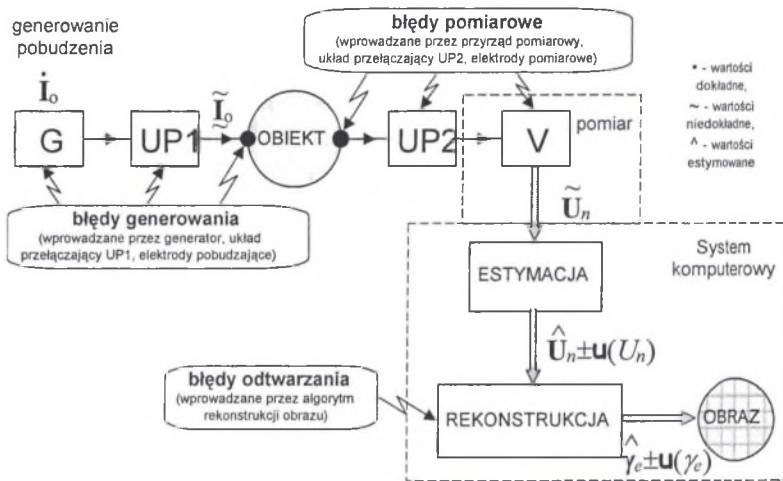 generowanie
pobudzenia
błędy pomiarowe
(wprowadzane przez przyrząd pomiarowy,
układ przełączający UP2, elektrody pomiarowe)
• - wartości
dokładne,
~ - wartości
niedokładne,
^ - wartości
estymowane
İₒ
Ĩₒ
G
UP1
OBIEKT
UP2
V
pomiar
błędy generowania
(wprowadzane przez generator, układ
przełączający UP1, elektrody pobudzające)
Ũₙ
System
komputerowy
ESTYMACJA
Ûₙ±u(Uₙ)
błędy odtwarzania
(wprowadzane przez algorytm
rekonstrukcji obrazu)
REKONSTRUKCJA
OBRAZ
γ̂ₑ±u(γₑ)